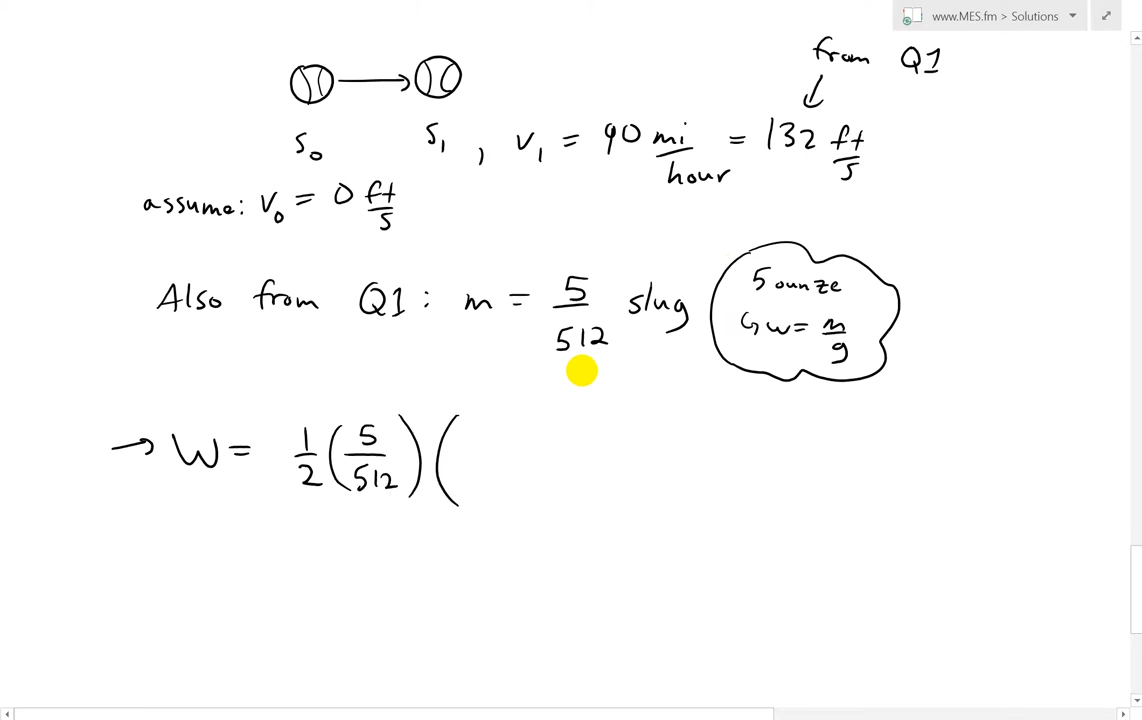 www.MES.fm > Solutions
from Q1
s₀ s₁ , v₁ = 90 mi/hour = 132 ft/s
assume: v₀ = 0 ft/s
Also from Q1: m = 5/512 slug
5 ounze
↪ w = m/g
→ W = 1/2 (5/512) (